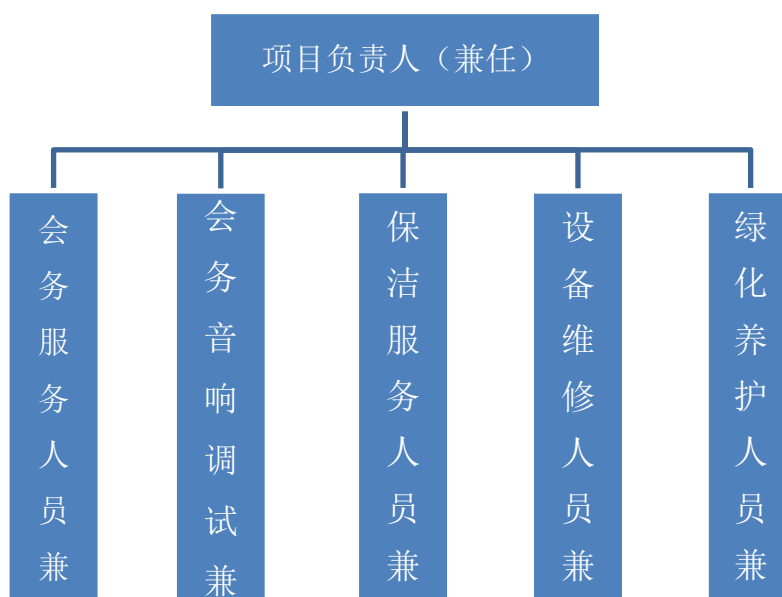 项目负责人（兼任）
会务服务人员兼
会务音响调试兼
保洁服务人员兼
设备维修人员兼
绿化养护人员兼